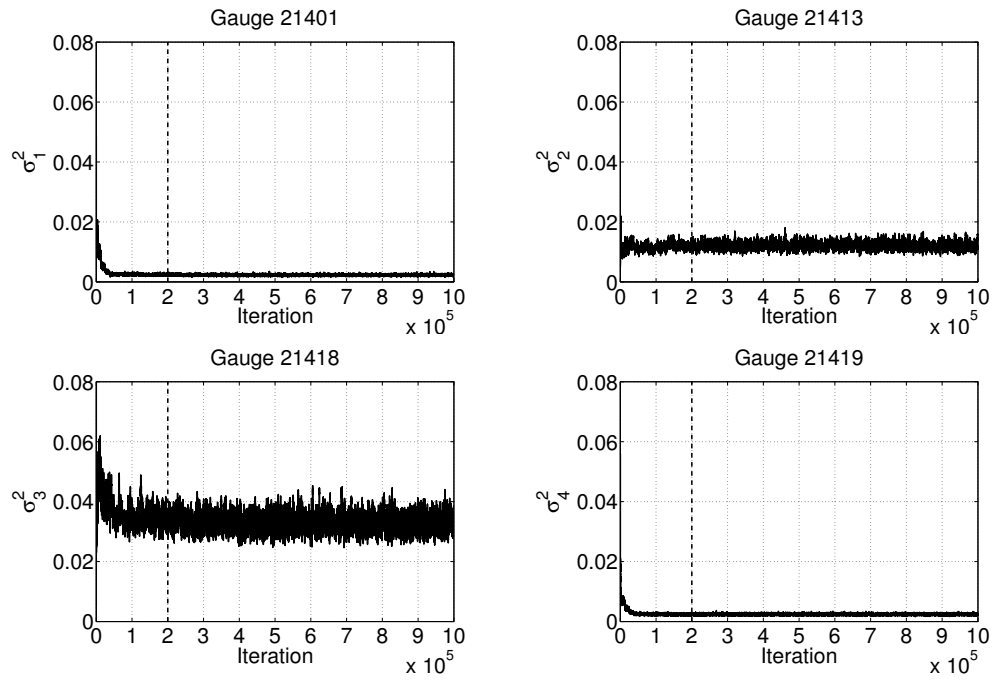 Gauge 21401
0.08
0.06
0.04
0.02
0
σ₁²
0 1 2 3 4 5 6 7 8 9 10
Iteration
x 10⁵
Gauge 21413
0.08
0.06
0.04
0.02
0
σ₂²
0 1 2 3 4 5 6 7 8 9 10
Iteration
x 10⁵
Gauge 21418
0.08
0.06
0.04
0.02
0
σ₃²
0 1 2 3 4 5 6 7 8 9 10
Iteration
x 10⁵
Gauge 21419
0.08
0.06
0.04
0.02
0
σ₄²
0 1 2 3 4 5 6 7 8 9 10
Iteration
x 10⁵